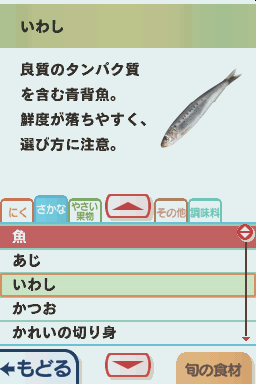 いわし
良質のタンパク質
を含む青背魚。
鮮度が落ちやすく、
選び方に注意。
にく
さかな
やさい
果物
その他
調味料
魚
あじ
いわし
かつお
かれいの切り身
もどる
旬の食材